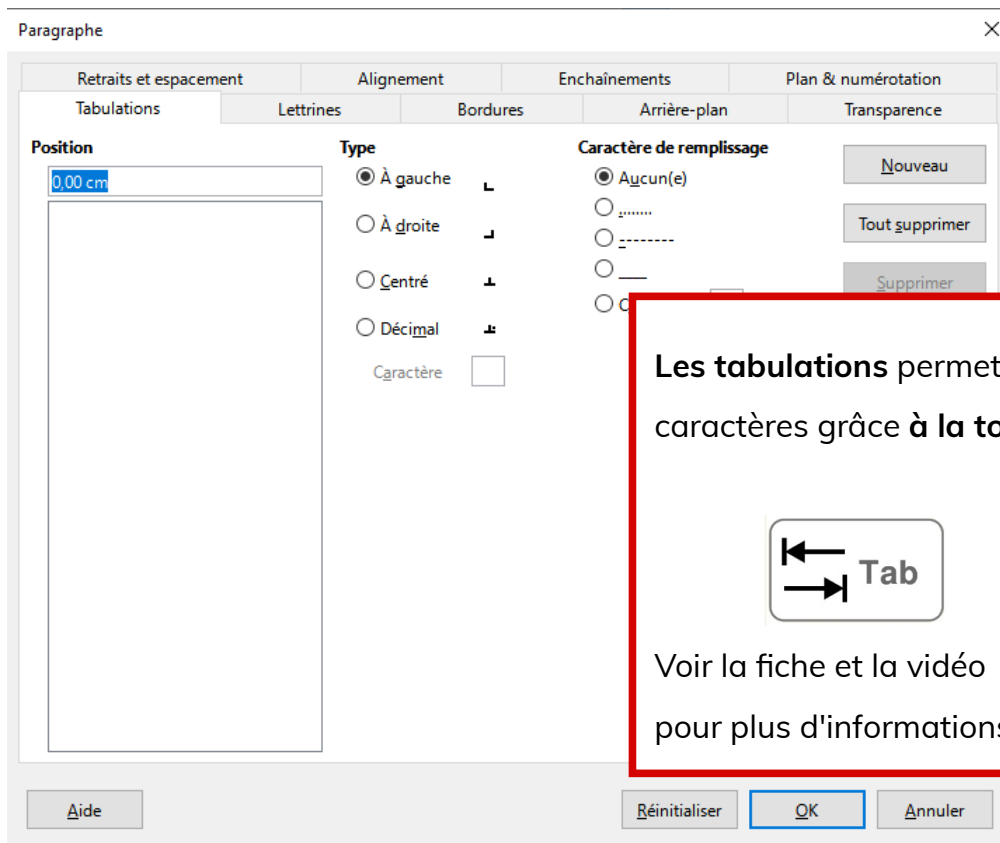 Paragraphe
Retraits et espacement Alignement Enchaînements Plan & numérotation
Tabulations Lettrines Bordures Arrière-plan Transparence
Position Type Caractère de remplissage
0,00 cm À gauche Aucun(e) Nouveau
........
À droite Tout supprimer
--------
Centré ___ Supprimer
C
Décimal
Caractère
Les tabulations permet
caractères grâce à la to
Tab
Voir la fiche et la vidéo
pour plus d'informations
Aide Réinitialiser OK Annuler